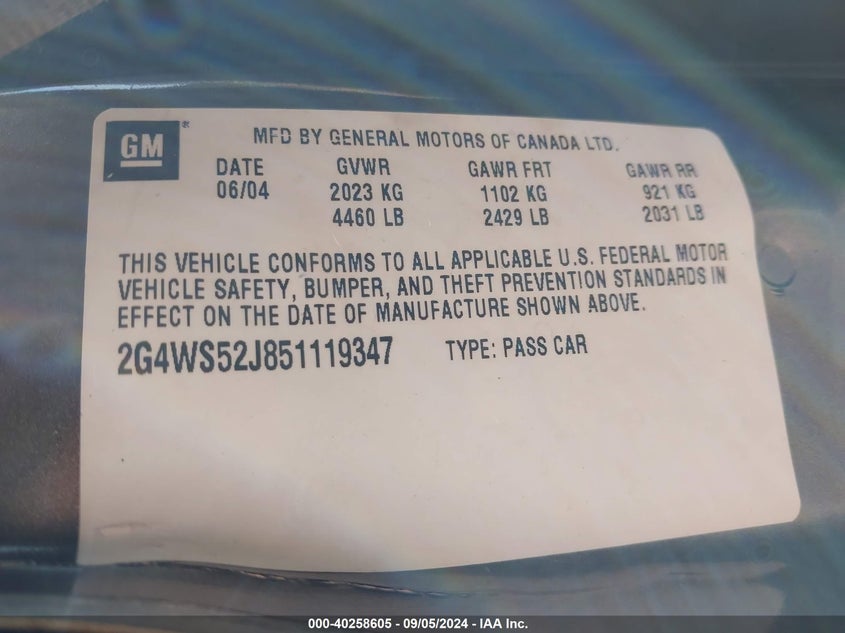 GM ®
MFD BY GENERAL MOTORS OF CANADA LTD.
DATE GVWR GAWR FRT GAWR RR
06/04 2023 KG 1102 KG 921 KG
4460 LB 2429 LB 2031 LB
THIS VEHICLE CONFORMS TO ALL APPLICABLE U.S. FEDERAL MOTOR
VEHICLE SAFETY, BUMPER, AND THEFT PREVENTION STANDARDS IN
EFFECT ON THE DATE OF MANUFACTURE SHOWN ABOVE.
2G4WS52J851119347 TYPE: PASS CAR
000-40258605 - 09/05/2024 - IAA Inc.